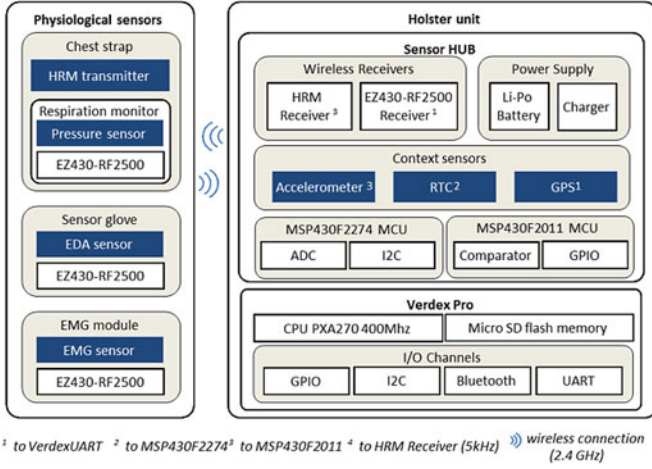 Physiological sensors
Chest strap
HRM transmitter
Respiration monitor
Pressure sensor
EZ430-RF2500
Sensor glove
EDA sensor
EZ430-RF2500
EMG module
EMG sensor
EZ430-RF2500
Holster unit
Sensor HUB
Wireless Receivers
HRM
Receiver ³
EZ430-RF2500
Receiver ¹
Power Supply
Li-Po
Battery
Charger
Context sensors
Accelerometer ³
RTC²
GPS¹
MSP430F2274 MCU
ADC
I2C
MSP430F2011 MCU
Comparator
GPIO
Verdex Pro
CPU PXA270 400Mhz
Micro SD flash memory
I/O Channels
GPIO
I2C
Bluetooth
UART
¹ to VerdexUART ² to MSP430F2274 ³ to MSP430F2011 ⁴ to HRM Receiver (5kHz) wireless connection
(2.4 GHz)